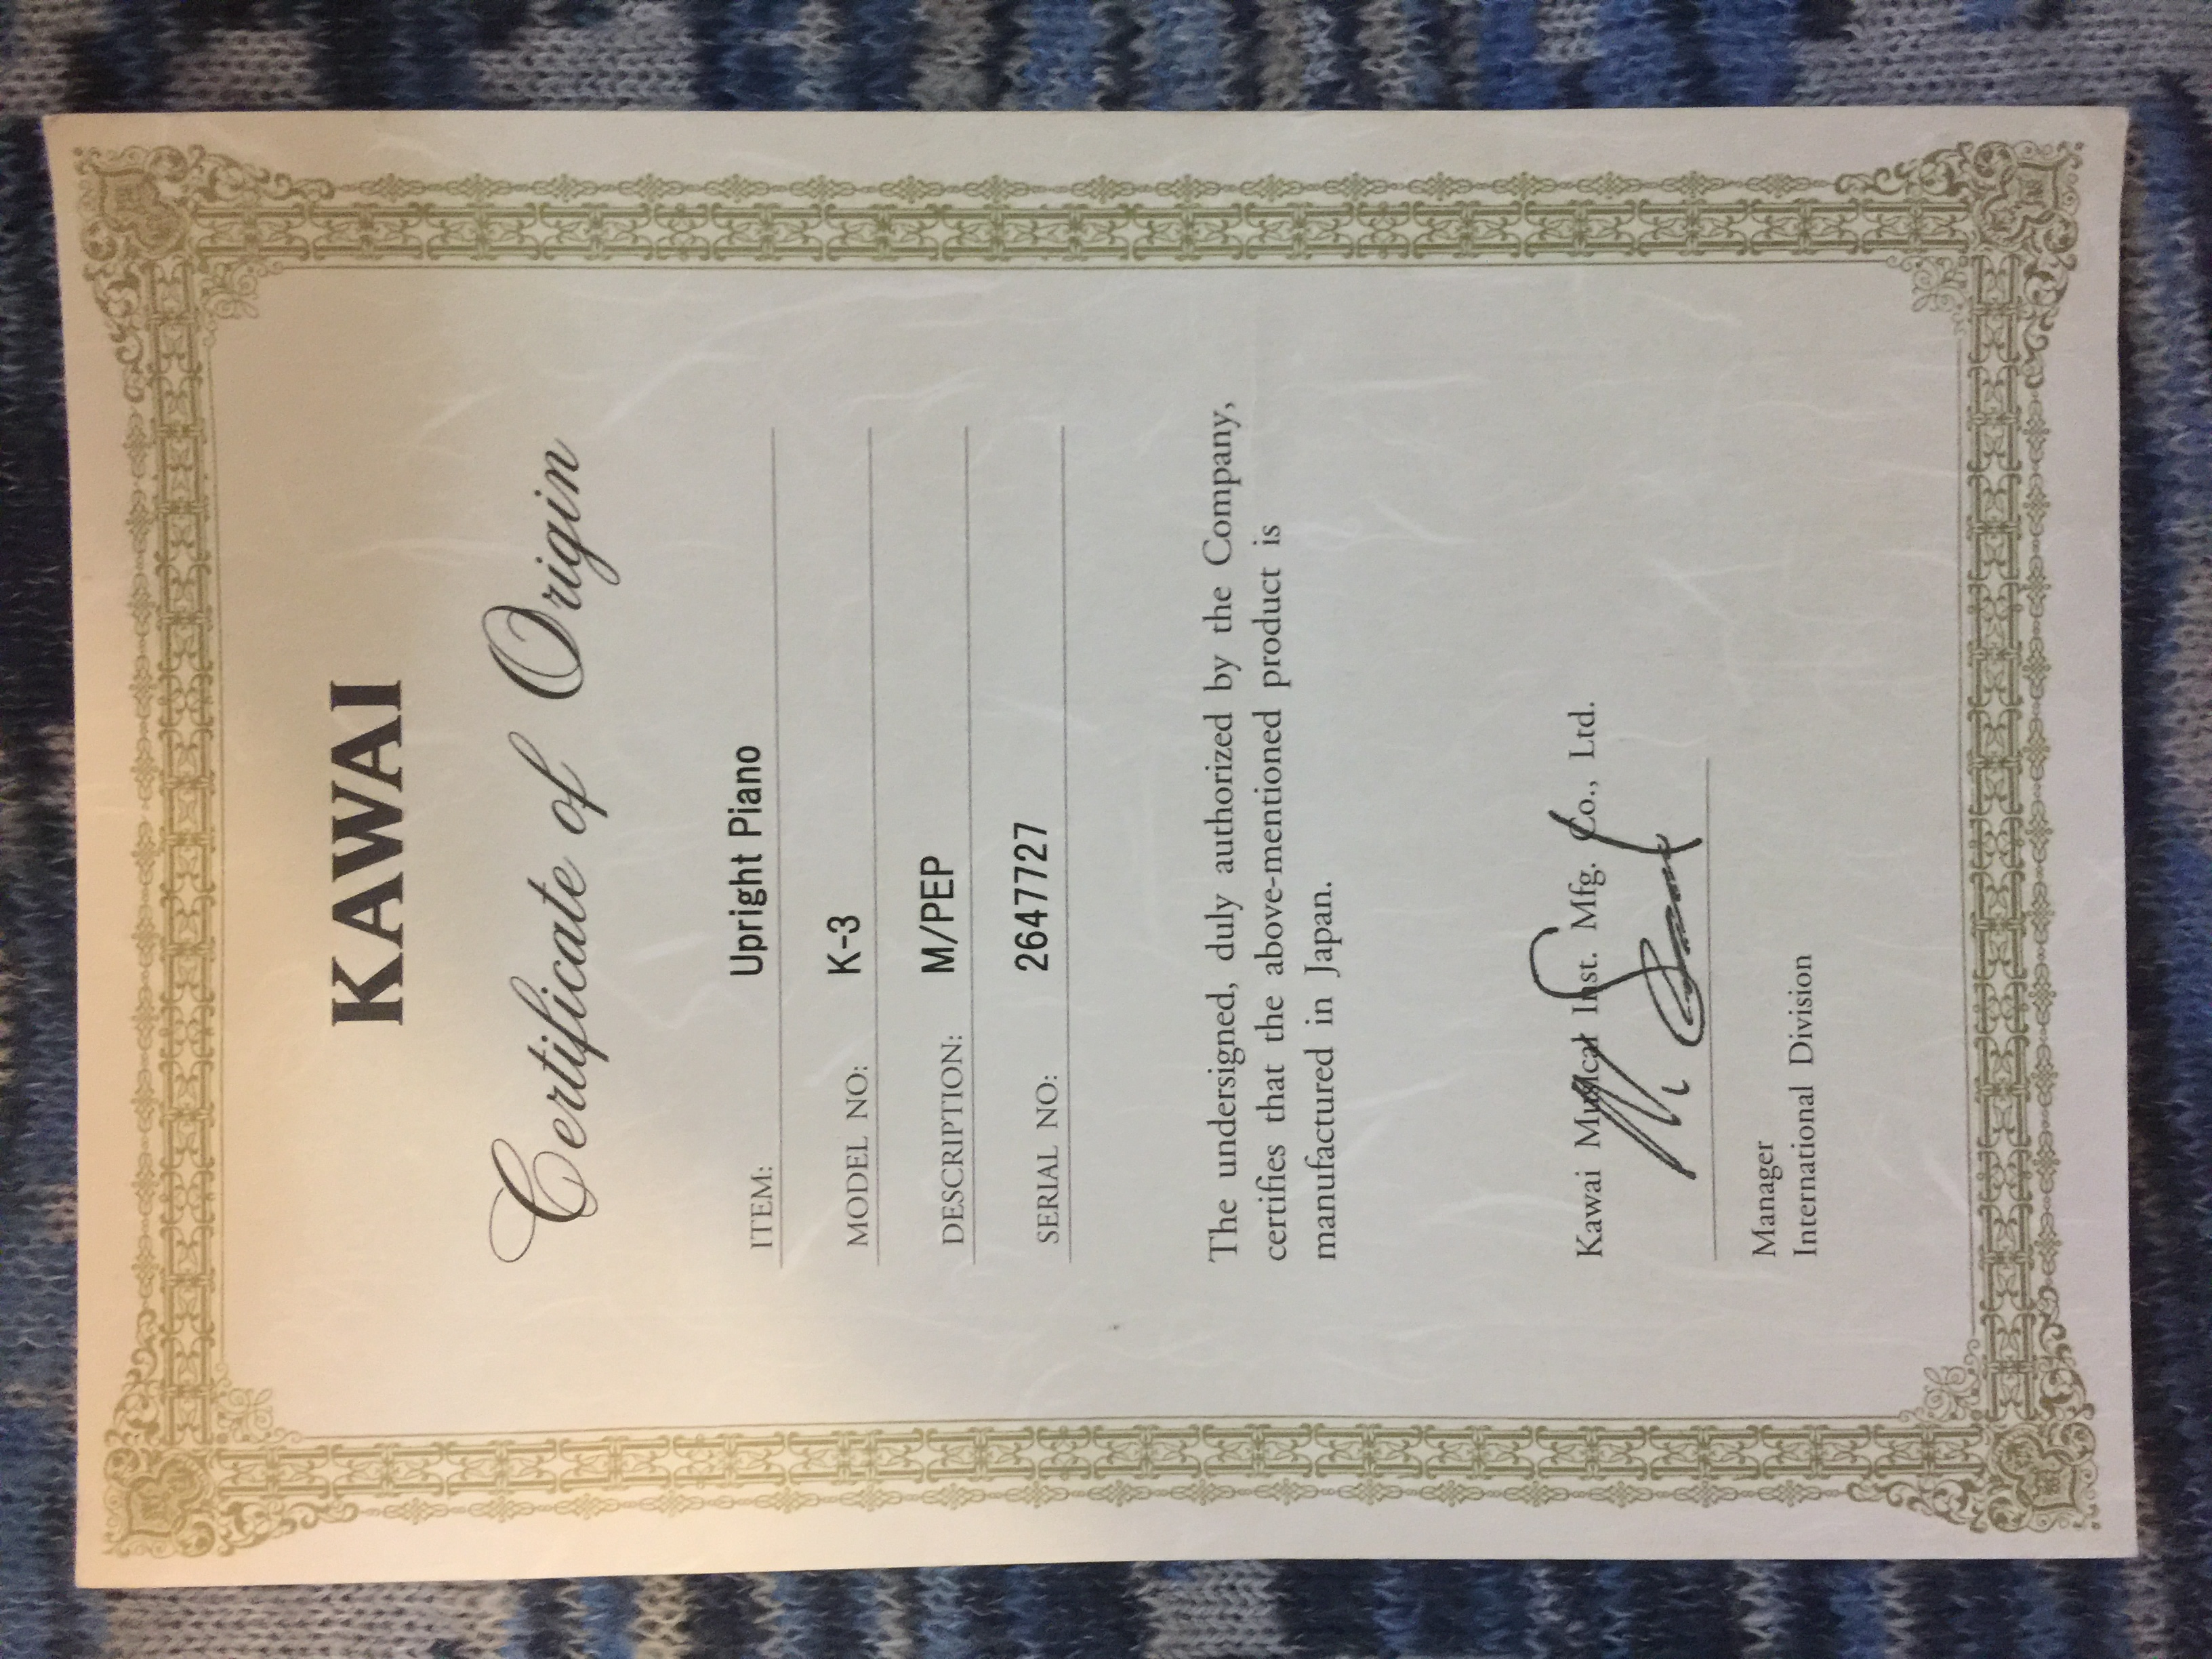 KAWAI
Certificate of Origin
ITEM: Upright Piano
MODEL NO: K-3
DESCRIPTION: M/PEP
SERIAL NO: 2647727
The undersigned, duly authorized by the Company,
certifies that the above-mentioned product is
manufactured in Japan.
Kawai Musical Inst. Mfg. Co., Ltd.
Manager
International Division